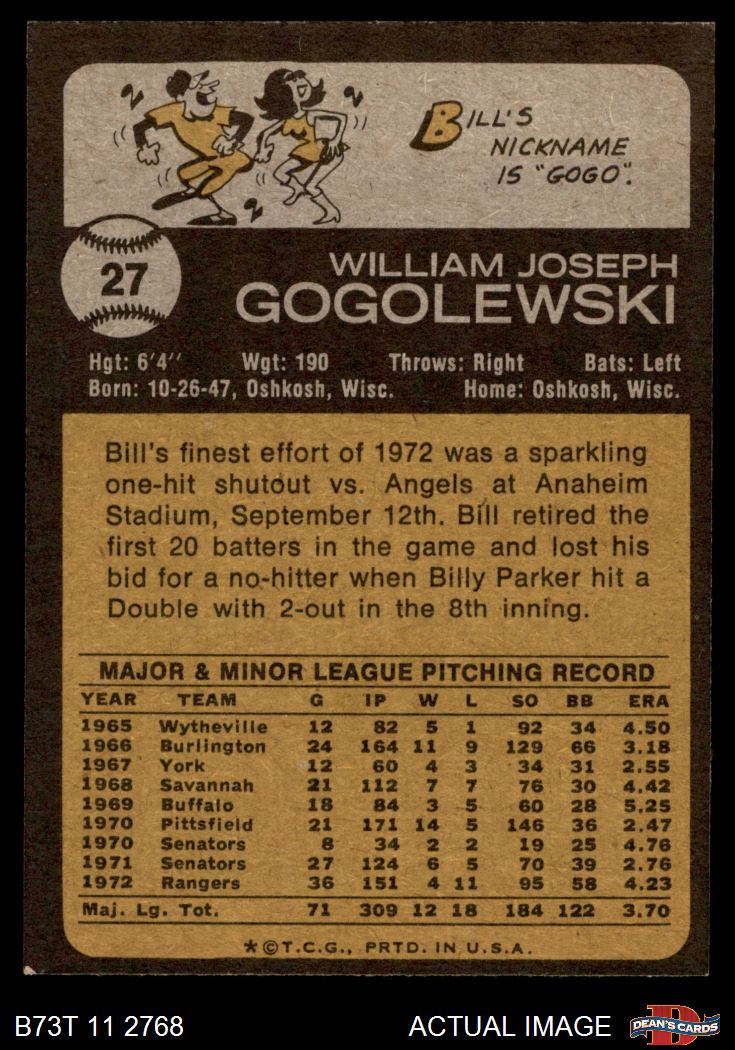 BILL'S
NICKNAME
IS "GOGO".
27
WILLIAM JOSEPH
GOGOLEWSKI
Hgt: 6'4" Wgt: 190 Throws: Right Bats: Left
Born: 10-26-47, Oshkosh, Wisc. Home: Oshkosh, Wisc.
Bill's finest effort of 1972 was a sparkling
one-hit shutout vs. Angels at Anaheim
Stadium, September 12th. Bill retired the
first 20 batters in the game and lost his
bid for a no-hitter when Billy Parker hit a
Double with 2-out in the 8th inning.
MAJOR & MINOR LEAGUE PITCHING RECORD
YEAR TEAM G IP W L SO BB ERA
1965 Wytheville 12 82 5 1 92 34 4.50
1966 Burlington 24 164 11 9 129 66 3.18
1967 York 12 60 4 3 34 31 2.55
1968 Savannah 21 112 7 7 76 30 4.42
1969 Buffalo 18 84 3 5 60 28 5.25
1970 Pittsfield 21 171 14 5 146 36 2.47
1970 Senators 8 34 2 2 19 25 4.76
1971 Senators 27 124 6 5 70 39 2.76
1972 Rangers 36 151 4 11 95 58 4.23
Maj. Lg. Tot. 71 309 12 18 184 122 3.70
*©T.C.G., PRTD. IN U.S.A.
B73T 11 2768 ACTUAL IMAGE D DEAN'S CARDS